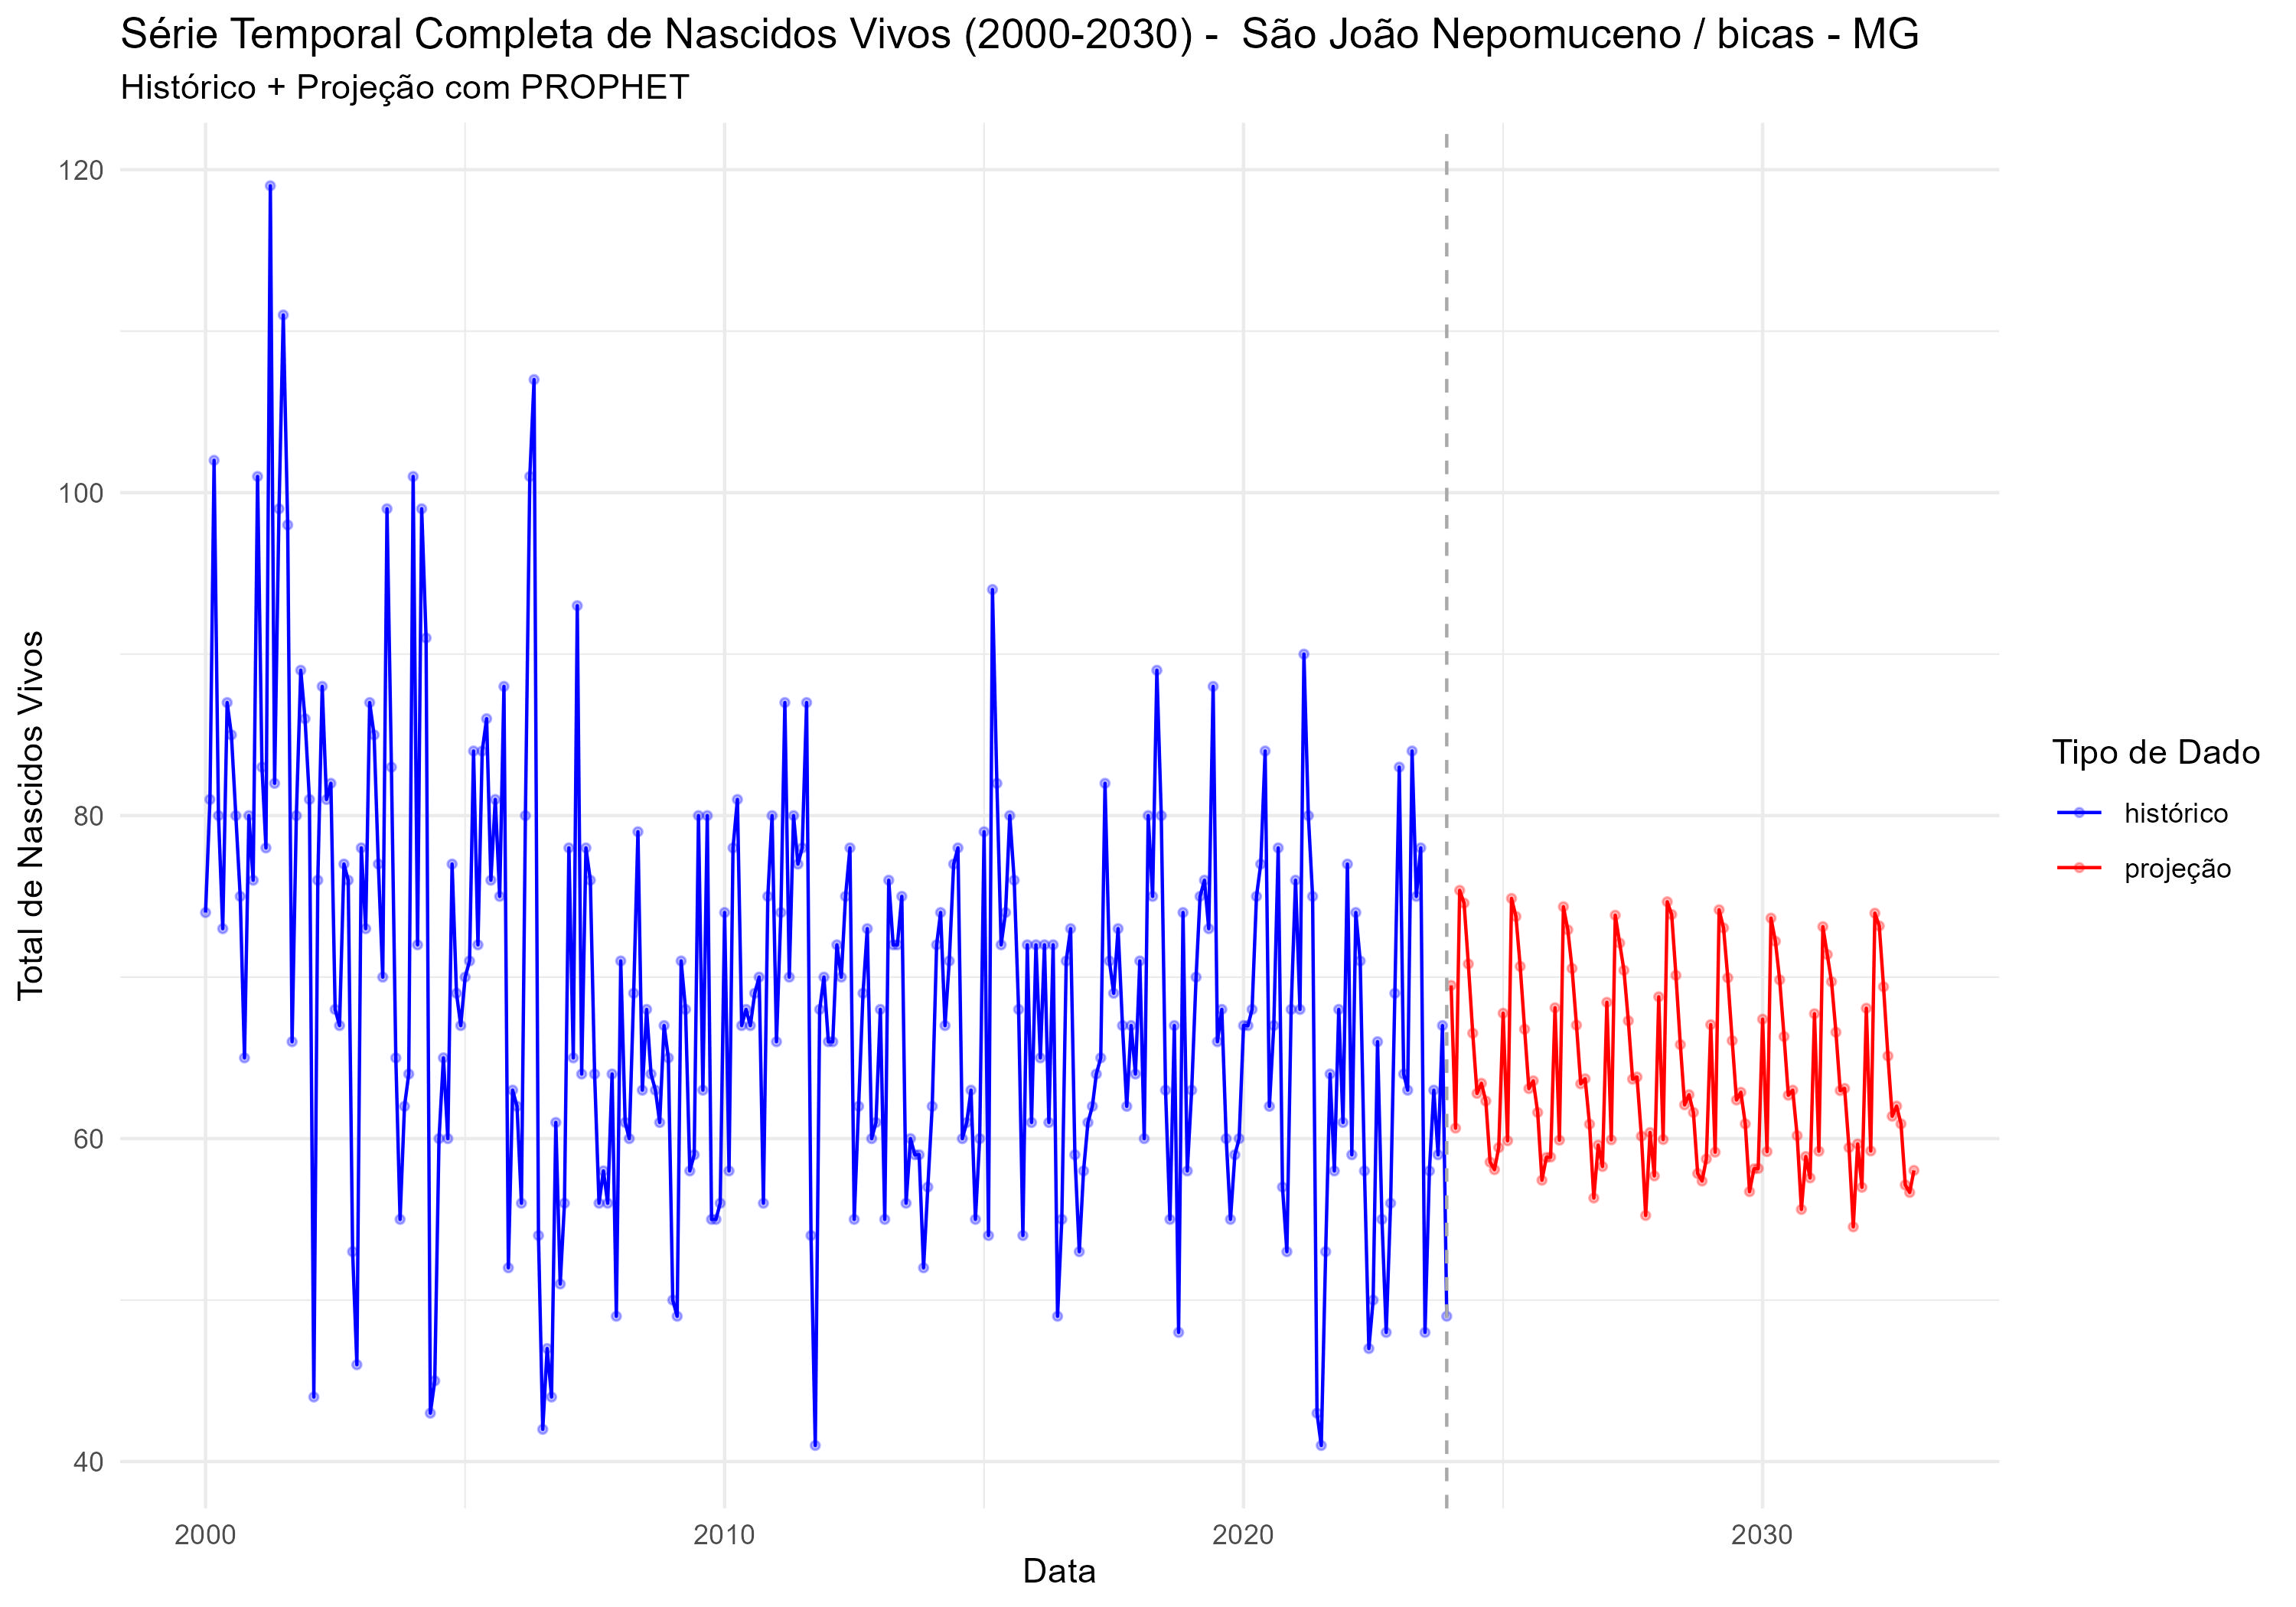 Série Temporal Completa de Nascidos Vivos (2000-2030) -  São João Nepomuceno / bicas - MG
Histórico + Projeção com PROPHET
Total de Nascidos Vivos
120
100
80
60
40
2000
2010
2020
2030
Data
Tipo de Dado
histórico
projeção